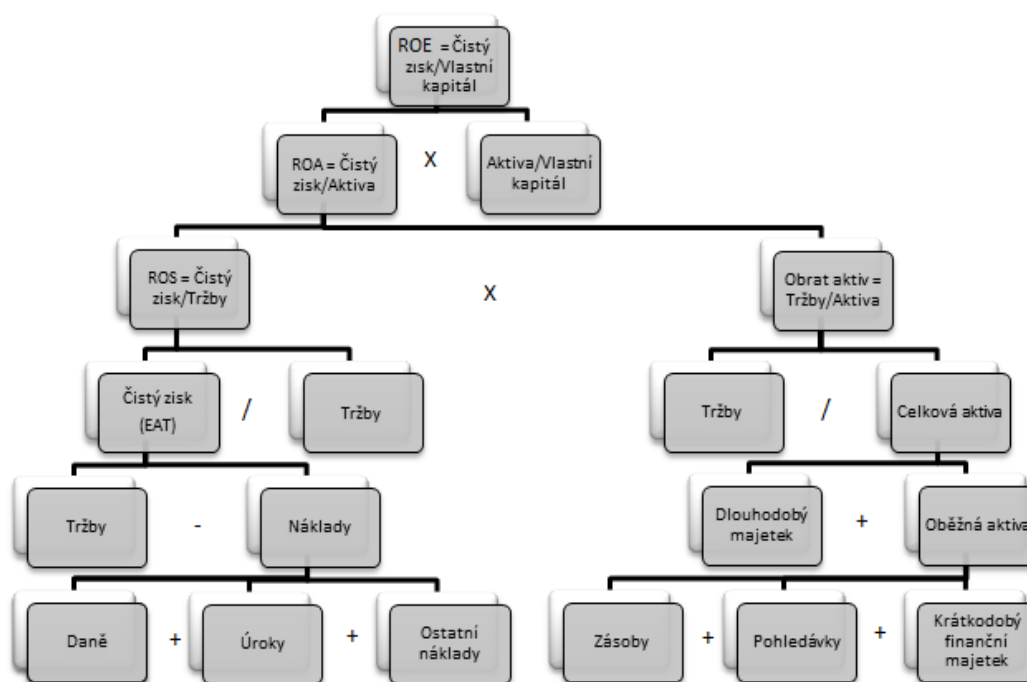 ROE = Čistý
zisk/Vlastní
kapitál
ROA = Čistý
zisk/Aktiva
X
Aktiva/Vlastní
kapitál
ROS = Čistý
zisk/Tržby
X
Obrat aktiv =
Tržby/Aktiva
Čistý zisk
(EAT)
/
Tržby
Tržby
/
Celková aktiva
Tržby
-
Náklady
Dlouhodobý
majetek
+
Oběžná aktiva
Daně
+
Úroky
+
Ostatní
náklady
Zásoby
+
Pohledávky
+
Krátkodobý
finanční
majetek